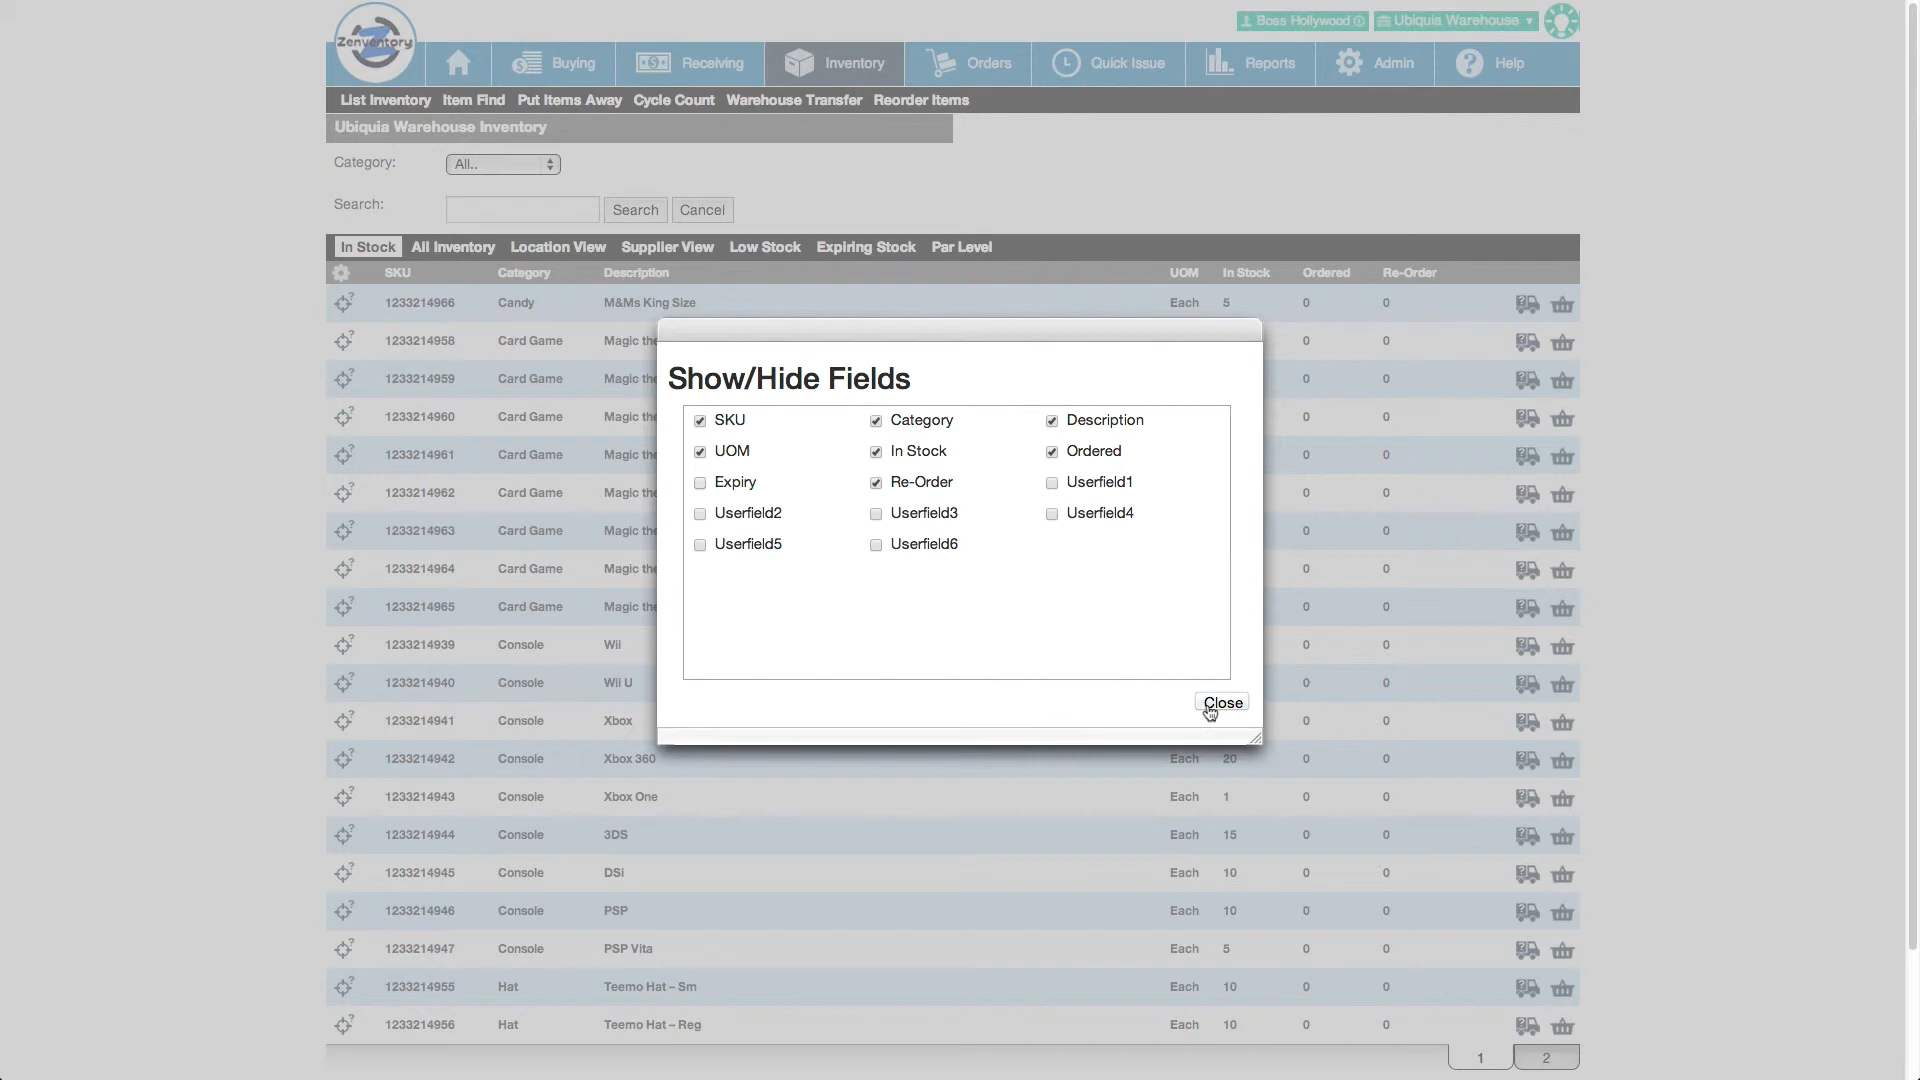 Zenventory
Boss Hollywood
Ubiquia Warehouse ▾
Buying Receiving Inventory Orders Quick Issue Reports Admin Help
List Inventory Item Find Put Items Away Cycle Count Warehouse Transfer Reorder Items
Ubiquia Warehouse Inventory
Category: All..
Search: Search Cancel
In Stock All Inventory Location View Supplier View Low Stock Expiring Stock Par Level
SKU Category Description UOM In Stock Ordered Re-Order
1233214966 Candy M&Ms King Size Each 5 0 0
1233214958 Card Game Magic the 0 0
1233214959 Card Game Magic the 0 0
1233214960 Card Game Magic the 0 0
1233214961 Card Game Magic the 0 0
1233214962 Card Game Magic the 0 0
1233214963 Card Game Magic the 0 0
1233214964 Card Game Magic the 0 0
1233214965 Card Game Magic the 0 0
1233214939 Console Wii 0 0
1233214940 Console Wii U 0 0
1233214941 Console Xbox 0 0
1233214942 Console Xbox 360 Each 20 0 0
1233214943 Console Xbox One Each 1 0 0
1233214944 Console 3DS Each 15 0 0
1233214945 Console DSi Each 10 0 0
1233214946 Console PSP Each 10 0 0
1233214947 Console PSP Vita Each 5 0 0
1233214955 Hat Teemo Hat – Sm Each 10 0 0
1233214956 Hat Teemo Hat – Reg Each 10 0 0
1 2
Show/Hide Fields
SKU Category Description
UOM In Stock Ordered
Expiry Re-Order Userfield1
Userfield2 Userfield3 Userfield4
Userfield5 Userfield6
Close